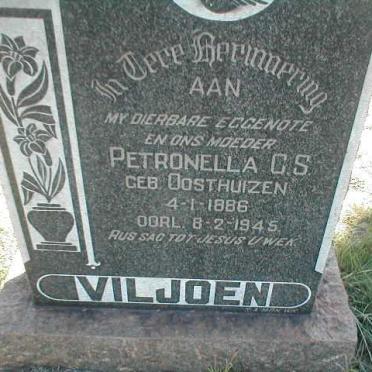 In Tere Herinnering
AAN
MY DIERBARE EGGENOTE
EN ONS MOEDER
PETRONELLA C.S.
GEB OOSTHUIZEN
4-1-1886
OORL. 8-2-1945
RUS SAG TOT JESUS U WEK
VILJOEN